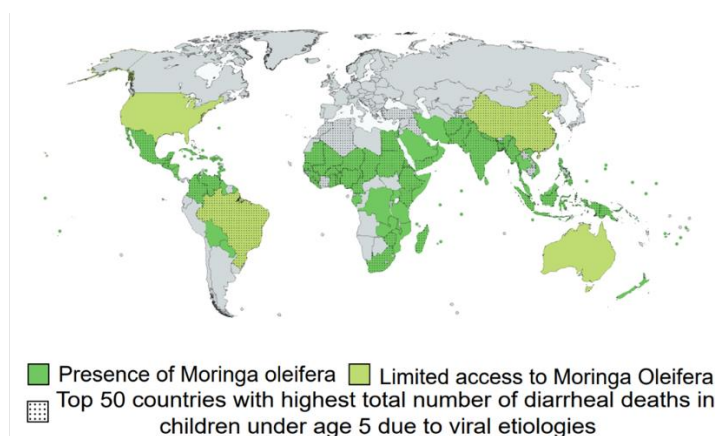 Presence of Moringa oleifera
Limited access to Moringa Oleifera
Top 50 countries with highest total number of diarrheal deaths in
children under age 5 due to viral etiologies